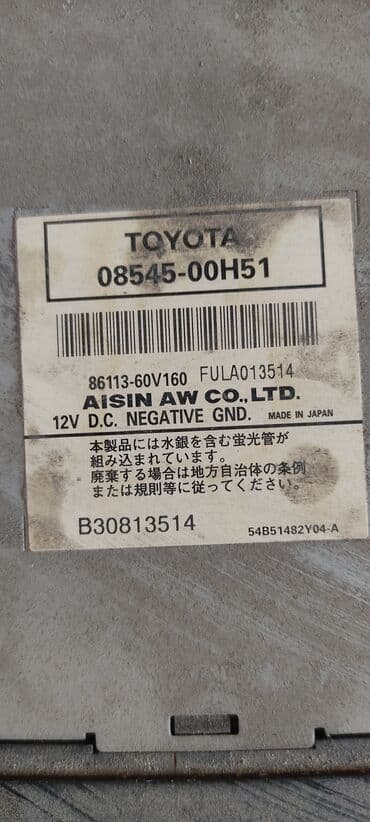 TOYOTA
08545-00H51
86113-60V160 FULA013514
AISIN AW CO.,LTD.
12V D.C. NEGATIVE GND. MADE IN JAPAN
本製品には水銀を含む蛍光管が
組み込まれています。
廃棄する場合は地方自治体の条例
または規則等に従ってください。
B30813514 54B51482Y04-A